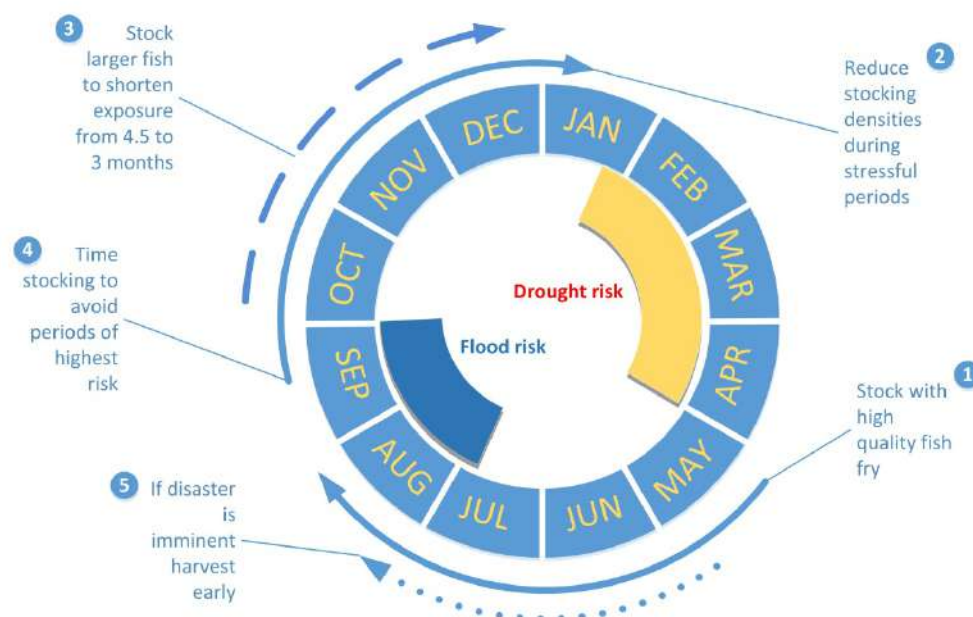 3 Stock
larger fish
to shorten
exposure
from 4.5 to
3 months
2
Reduce
stocking
densities
during
stressful
periods
DEC
JAN
NOV
FEB
OCT
MAR
4 Time
stocking to
avoid
periods of
highest
risk
Drought risk
Flood risk
SEP
APR
1
Stock with
high
quality fish
fry
AUG
MAY
JUL
JUN
5 If disaster
is
imminent
harvest
early